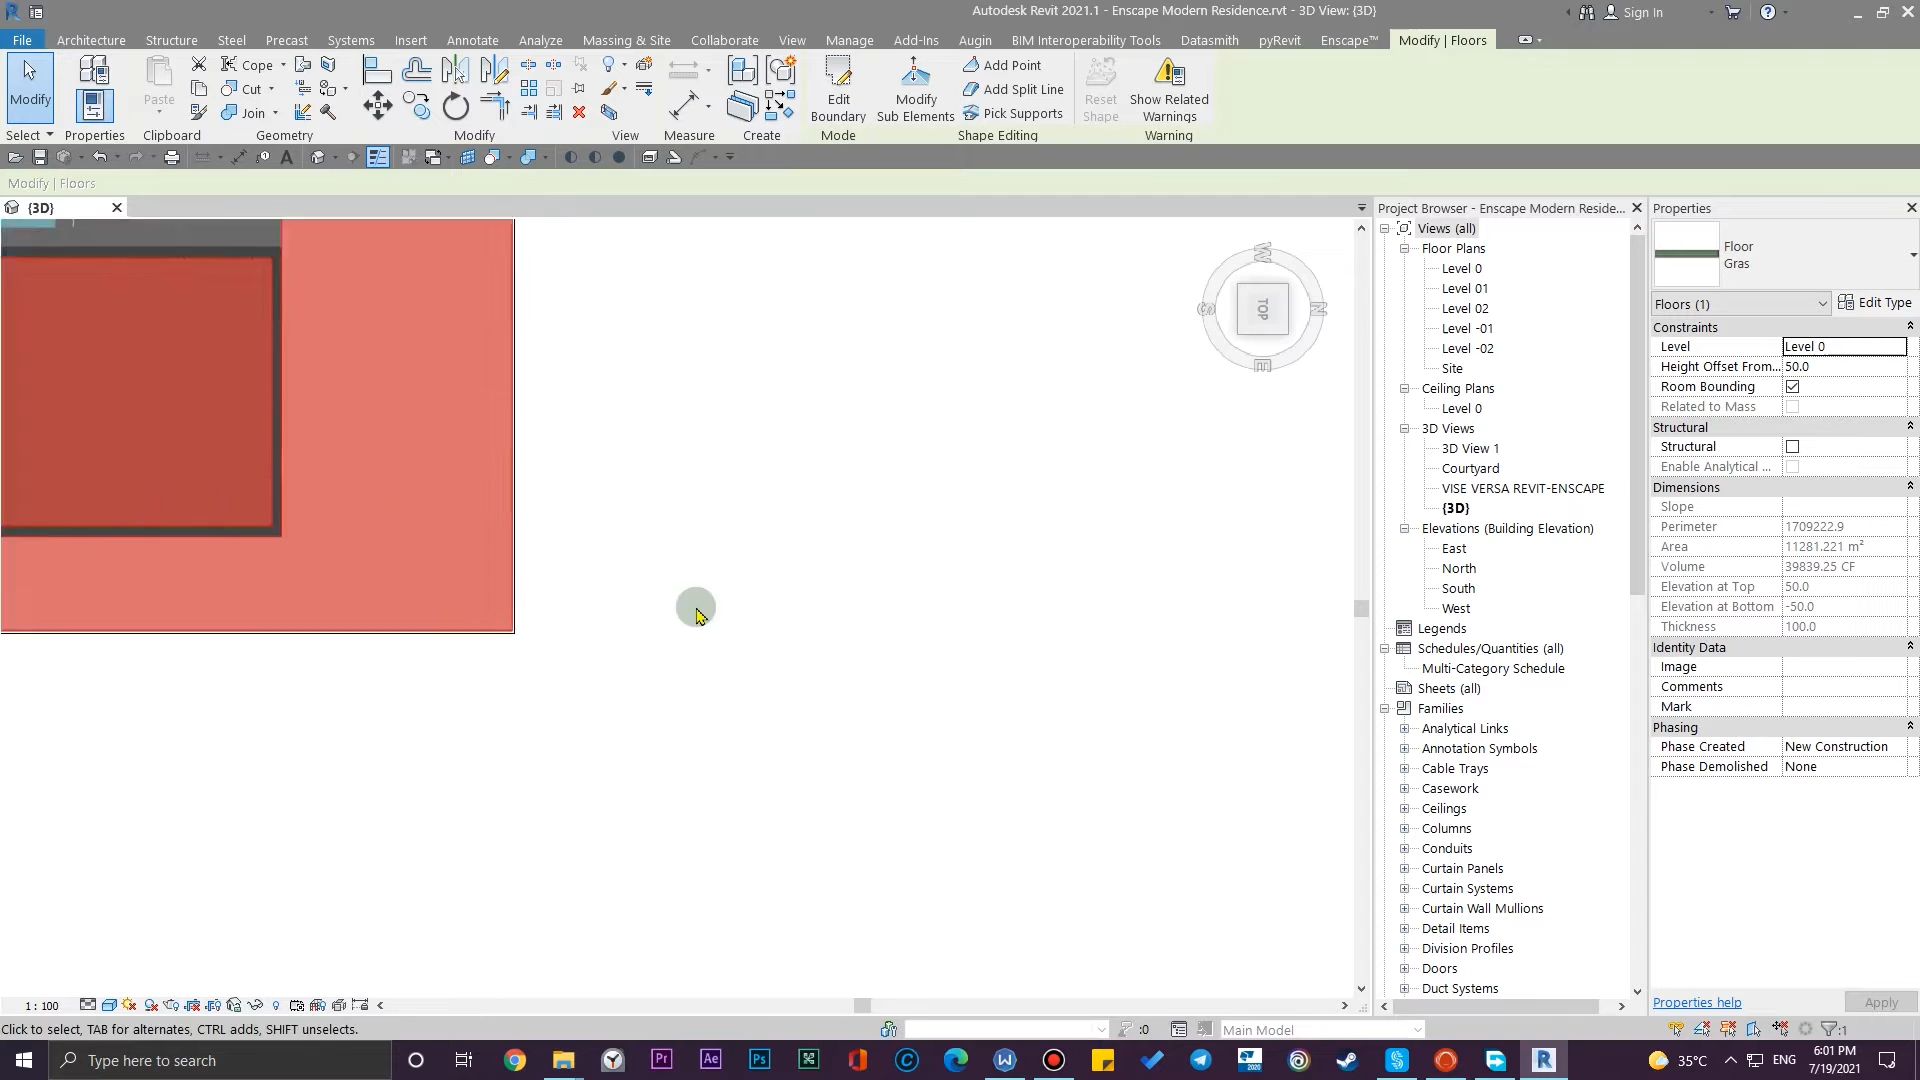 Autodesk Revit 2021.1 - Enscape Modern Residence.rvt - 3D View: {3D}
Sign In
File Architecture Structure Steel Precast Systems Insert Annotate Analyze Massing & Site Collaborate View Manage Add-Ins Augin BIM Interoperability Tools Datasmith pyRevit Enscape™ Modify | Floors
Modify
Paste
Cope
Cut
Join
Edit Boundary
Modify Sub Elements
Add Point
Add Split Line
Pick Supports
Reset Shape
Show Related Warnings
Select Properties Clipboard Geometry Modify View Measure Create Mode Shape Editing Warning
Modify | Floors
{3D}
W
S
TOP
N
E
Project Browser - Enscape Modern Reside...
Views (all)
Floor Plans
Level 0
Level 01
Level 02
Level -01
Level -02
Site
Ceiling Plans
Level 0
3D Views
3D View 1
Courtyard
VISE VERSA REVIT-ENSCAPE
{3D}
Elevations (Building Elevation)
East
North
South
West
Legends
Schedules/Quantities (all)
Multi-Category Schedule
Sheets (all)
Families
Analytical Links
Annotation Symbols
Cable Trays
Casework
Ceilings
Columns
Conduits
Curtain Panels
Curtain Systems
Curtain Wall Mullions
Detail Items
Division Profiles
Doors
Duct Systems
Properties
Floor
Gras
Floors (1) Edit Type
Constraints
Level Level 0
Height Offset From... 50.0
Room Bounding
Related to Mass
Structural
Structural
Enable Analytical ...
Dimensions
Slope
Perimeter 1709222.9
Area 11281.221 m²
Volume 39839.25 CF
Elevation at Top 50.0
Elevation at Bottom -50.0
Thickness 100.0
Identity Data
Image
Comments
Mark
Phasing
Phase Created New Construction
Phase Demolished None
Properties help Apply
1 : 100
Click to select, TAB for alternates, CTRL adds, SHIFT unselects.
:0
Main Model
:1
Type here to search
Pr
Ae
Ps
2020
35°C
ENG
6:01 PM
7/19/2021